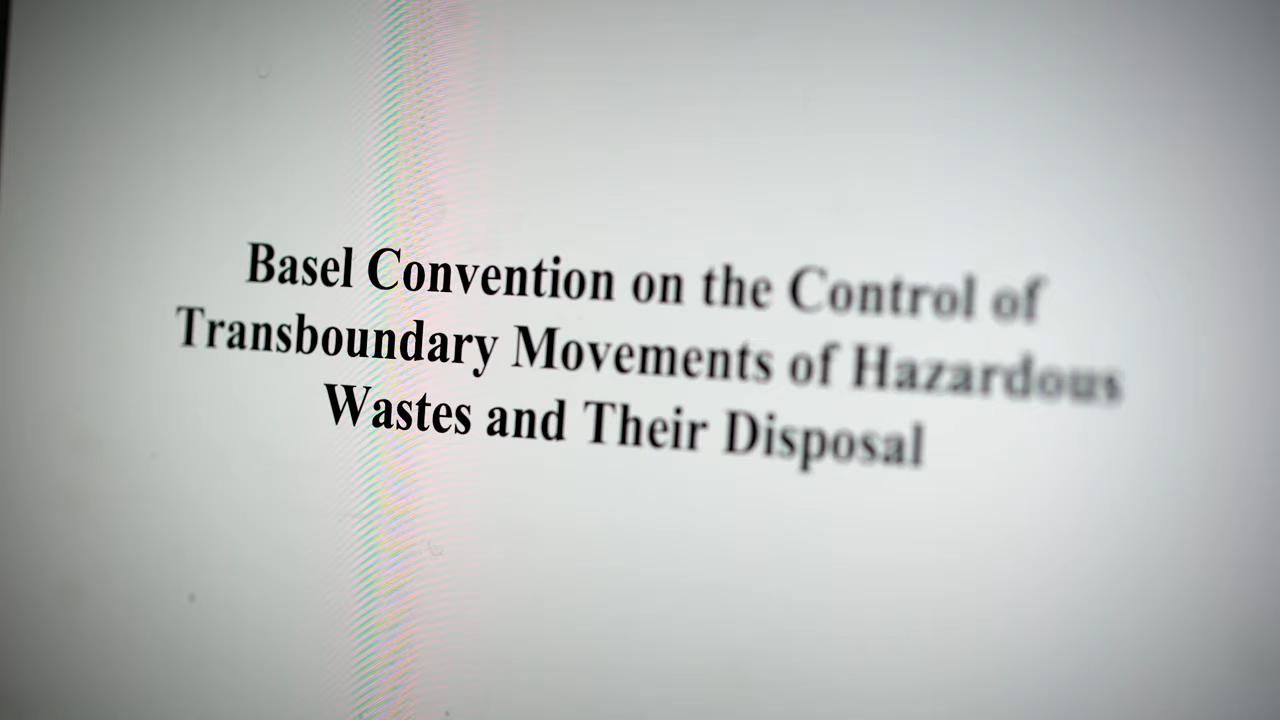 Basel Convention on the Control of
Transboundary Movements of Hazardous
Wastes and Their Disposal